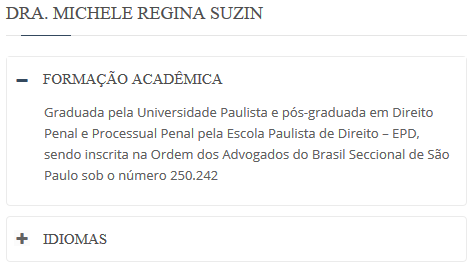 DRA. MICHELE REGINA SUZIN
FORMAÇÃO ACADÊMICA
Graduada pela Universidade Paulista e pós-graduada em Direito
Penal e Processual Penal pela Escola Paulista de Direito – EPD,
sendo inscrita na Ordem dos Advogados do Brasil Seccional de São
Paulo sob o número 250.242
IDIOMAS